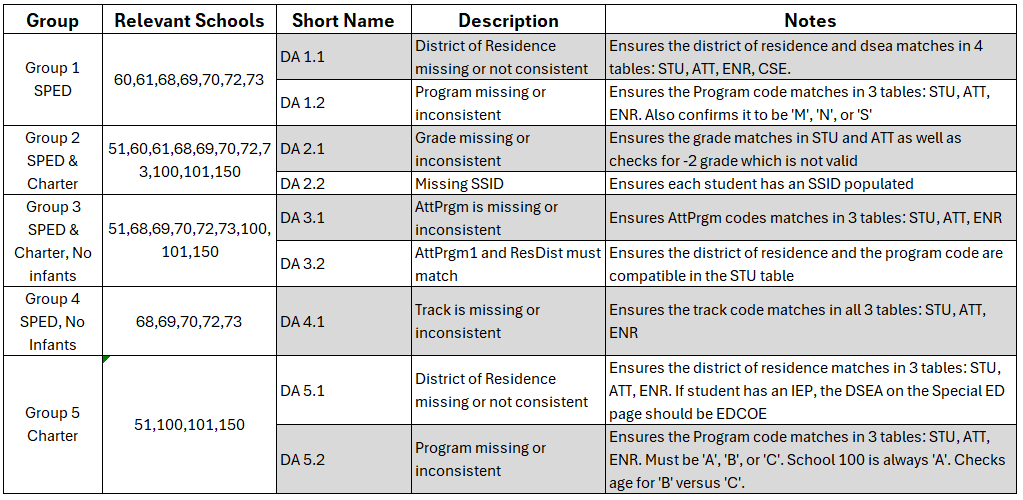 Group Relevant Schools Short Name Description Notes
Group 1
SPED
60,61,68,69,70,72,73
DA 1.1
District of Residence
missing or not consistent
Ensures the district of residence and dsea matches in 4
tables: STU, ATT, ENR, CSE.
DA 1.2
Program missing or
inconsistent
Ensures the Program code matches in 3 tables: STU, ATT,
ENR. Also confirms it to be 'M', 'N', or 'S'
Group 2
SPED &
Charter
51,60,61,68,69,70,72,7
3,100,101,150
DA 2.1
Grade missing or
inconsistent
Ensures the grade matches in STU and ATT as well as
checks for -2 grade which is not valid
DA 2.2
Missing SSID
Ensures each student has an SSID populated
Group 3
SPED &
Charter, No
infants
51,68,69,70,72,73,100,
101,150
DA 3.1
AttPrgm is missing or
inconsistent
Ensures AttPrgm codes matches in 3 tables: STU, ATT, ENR
DA 3.2
AttPrgm1 and ResDist must
match
Ensures the district of residence and the program code are
compatible in the STU table
Group 4
SPED, No
Infants
68,69,70,72,73
DA 4.1
Track is missing or
inconsistent
Ensures the track code matches in all 3 tables: STU, ATT,
ENR
Group 5
Charter
51,100,101,150
DA 5.1
District of Residence
missing or not consistent
Ensures the district of residence matches in 3 tables: STU,
ATT, ENR. If student has an IEP, the DSEA on the Special ED
page should be EDCOE
DA 5.2
Program missing or
inconsistent
Ensures the Program code matches in 3 tables: STU, ATT,
ENR. Must be 'A', 'B', or 'C'. School 100 is always 'A'. Checks
age for 'B' versus 'C'.